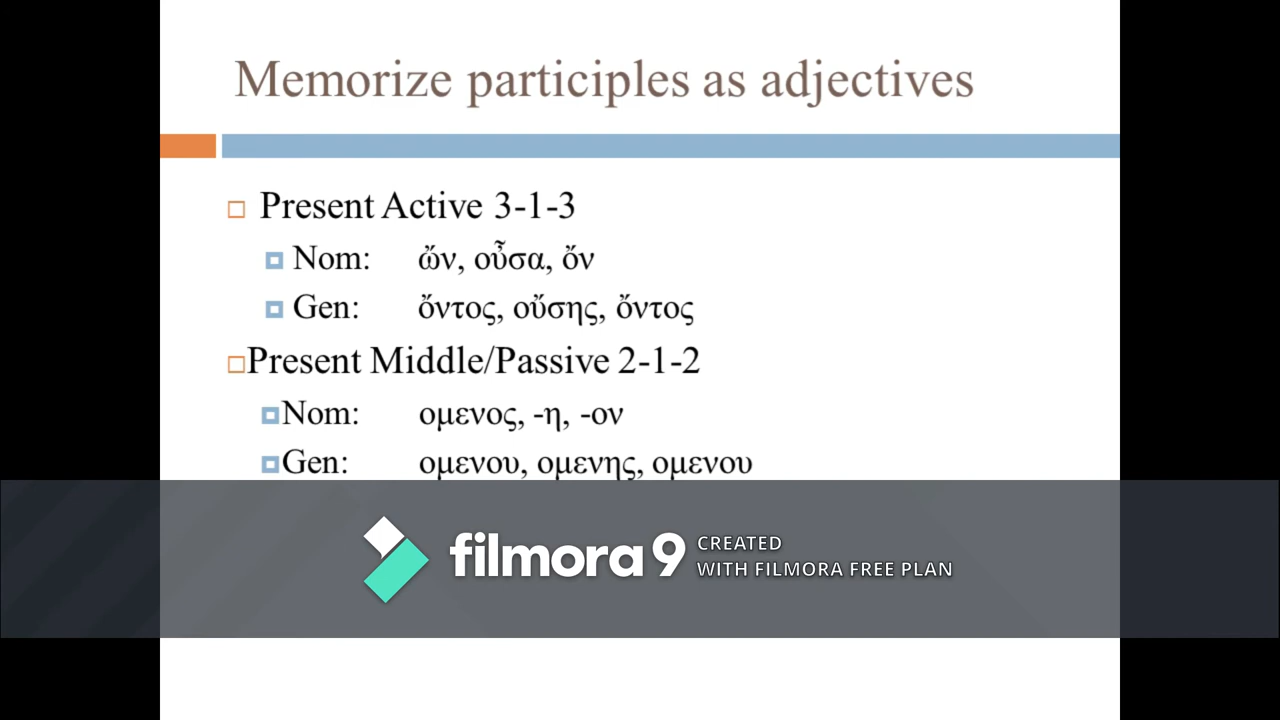 Memorize participles as adjectives
Present Active 3-1-3
Nom: ὤν, οὖσα, ὄν
Gen: ὄντος, οὔσης, ὄντος
Present Middle/Passive 2-1-2
Nom: ομενος, -η, -ον
Gen: ομενου, ομενης, ομενου
filmora 9 CREATED
WITH FILMORA FREE PLAN